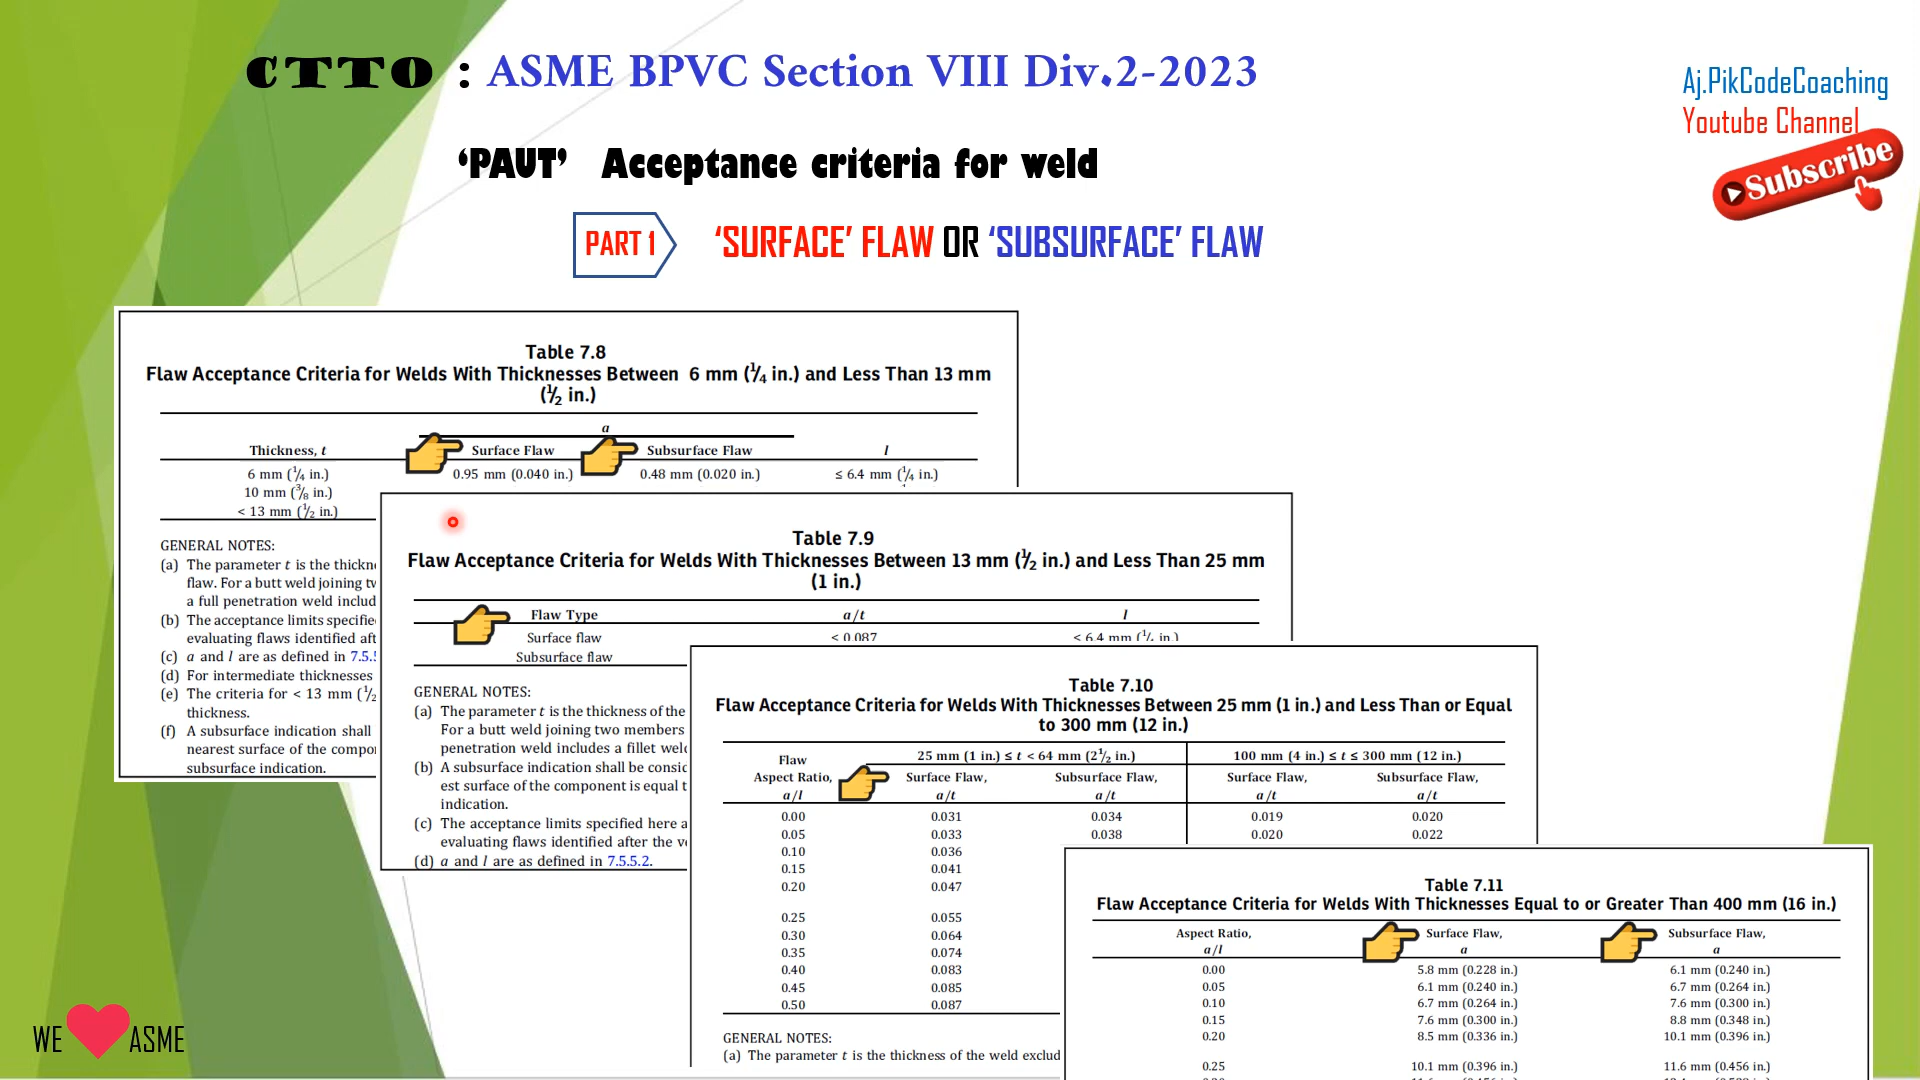 CTTO : ASME BPVC Section VIII Div.2-2023
Aj.PikCodeCoaching
Youtube Channel
Subscribe
'PAUT' Acceptance criteria for weld
PART 1 'SURFACE' FLAW OR 'SUBSURFACE' FLAW
Table 7.8
Flaw Acceptance Criteria for Welds With Thicknesses Between 6 mm (1/4 in.) and Less Than 13 mm
(1/2 in.)
a
Thickness, t Surface Flaw Subsurface Flaw l
6 mm (1/4 in.) 0.95 mm (0.040 in.) 0.48 mm (0.020 in.) ≤ 6.4 mm (1/4 in.)
10 mm (3/8 in.)
< 13 mm (1/2 in.)
GENERAL NOTES:
(a) The parameter t is the
flaw. For a butt weld joining
a full penetration weld
(b) The acceptance limits
evaluating flaws identified
(c) a and l are as defined in
(d) For intermediate thicknesses
(e) The criteria for < 13 mm
thickness.
(f) A subsurface indication shall
nearest surface of the
subsurface indication.
Table 7.9
Flaw Acceptance Criteria for Welds With Thicknesses Between 13 mm (1/2 in.) and Less Than 25 mm
(1 in.)
Flaw Type a/t l
Surface flaw < 0.087
Subsurface flaw
GENERAL NOTES:
(a) The parameter t is the thickness of the
For a butt weld joining two members
penetration weld includes a fillet
(b) A subsurface indication shall be
est surface of the component is equal
indication.
(c) The acceptance limits specified here
evaluating flaws identified after the
(d) a and l are as defined in 7.5.5.2.
Table 7.10
Flaw Acceptance Criteria for Welds With Thicknesses Between 25 mm (1 in.) and Less Than or Equal
to 300 mm (12 in.)
Flaw 25 mm (1 in.) ≤ t < 64 mm (2 1/2 in.) 100 mm (4 in.) ≤ t ≤ 300 mm (12 in.)
Aspect Ratio, Surface Flaw, Subsurface Flaw, Surface Flaw, Subsurface Flaw,
a/l a/t a/t a/t a/t
0.00 0.031 0.034 0.019 0.020
0.05 0.033 0.038 0.020 0.022
0.10 0.036
0.15 0.041
0.20 0.047
0.25 0.055
0.30 0.064
0.35 0.074
0.40 0.083
0.45 0.085
0.50 0.087
GENERAL NOTES:
(a) The parameter t is the thickness of the weld
Table 7.11
Flaw Acceptance Criteria for Welds With Thicknesses Equal to or Greater Than 400 mm (16 in.)
Aspect Ratio, Surface Flaw, Subsurface Flaw,
a/l a a
0.00 5.8 mm (0.228 in.) 6.1 mm (0.240 in.)
0.05 6.1 mm (0.240 in.) 6.7 mm (0.264 in.)
0.10 6.7 mm (0.264 in.) 7.6 mm (0.300 in.)
0.15 7.6 mm (0.300 in.) 8.8 mm (0.348 in.)
0.20 8.5 mm (0.336 in.) 10.1 mm (0.396 in.)
0.25 10.1 mm (0.396 in.) 11.6 mm (0.456 in.)
WE ASME